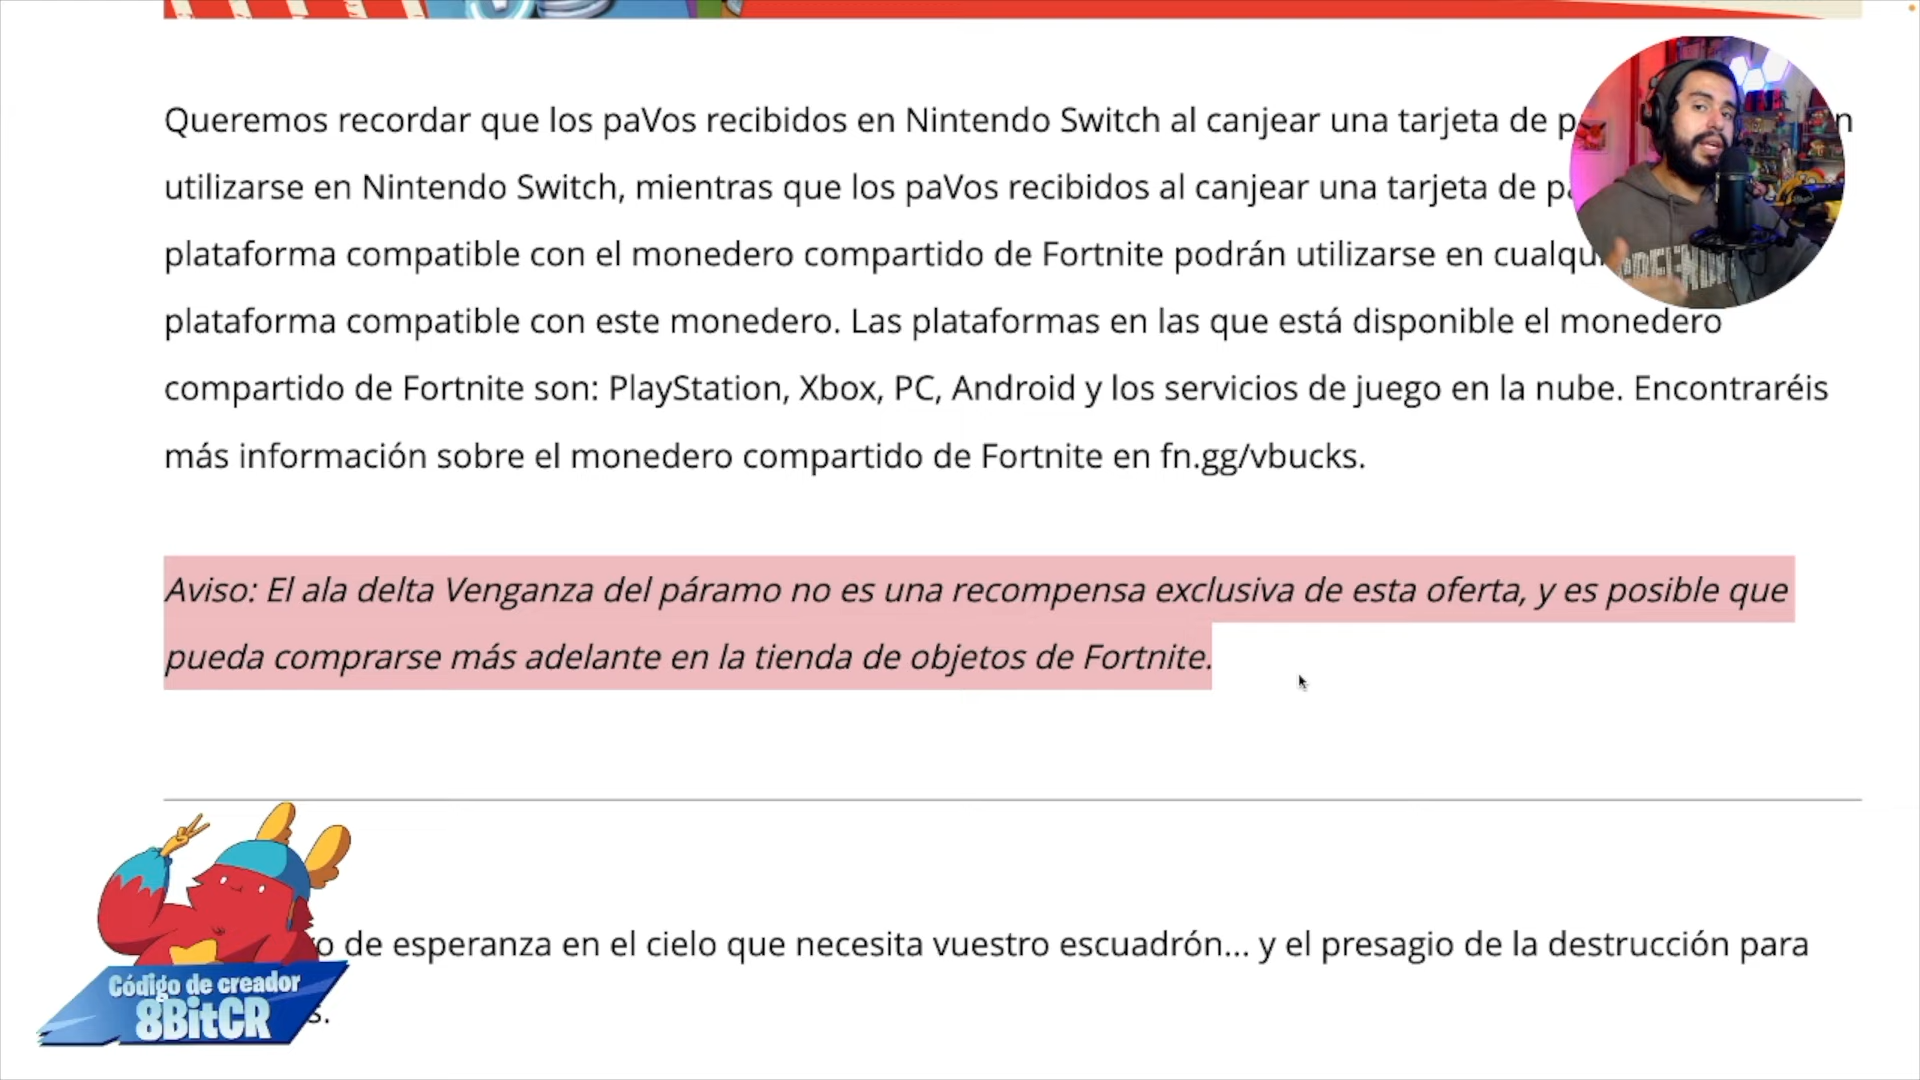 Queremos recordar que los paVos recibidos en Nintendo Switch al canjear una tarjeta de
utilizarse en Nintendo Switch, mientras que los paVos recibidos al canjear una tarjeta de
plataforma compatible con el monedero compartido de Fortnite podrán utilizarse en
plataforma compatible con este monedero. Las plataformas en las que está disponible el monedero
compartido de Fortnite son: PlayStation, Xbox, PC, Android y los servicios de juego en la nube. Encontraréis
más información sobre el monedero compartido de Fortnite en fn.gg/vbucks.
Aviso: El ala delta Venganza del páramo no es una recompensa exclusiva de esta oferta, y es posible que
pueda comprarse más adelante en la tienda de objetos de Fortnite.
de esperanza en el cielo que necesita vuestro escuadrón... y el presagio de la destrucción para
Código de creador
8BitCR